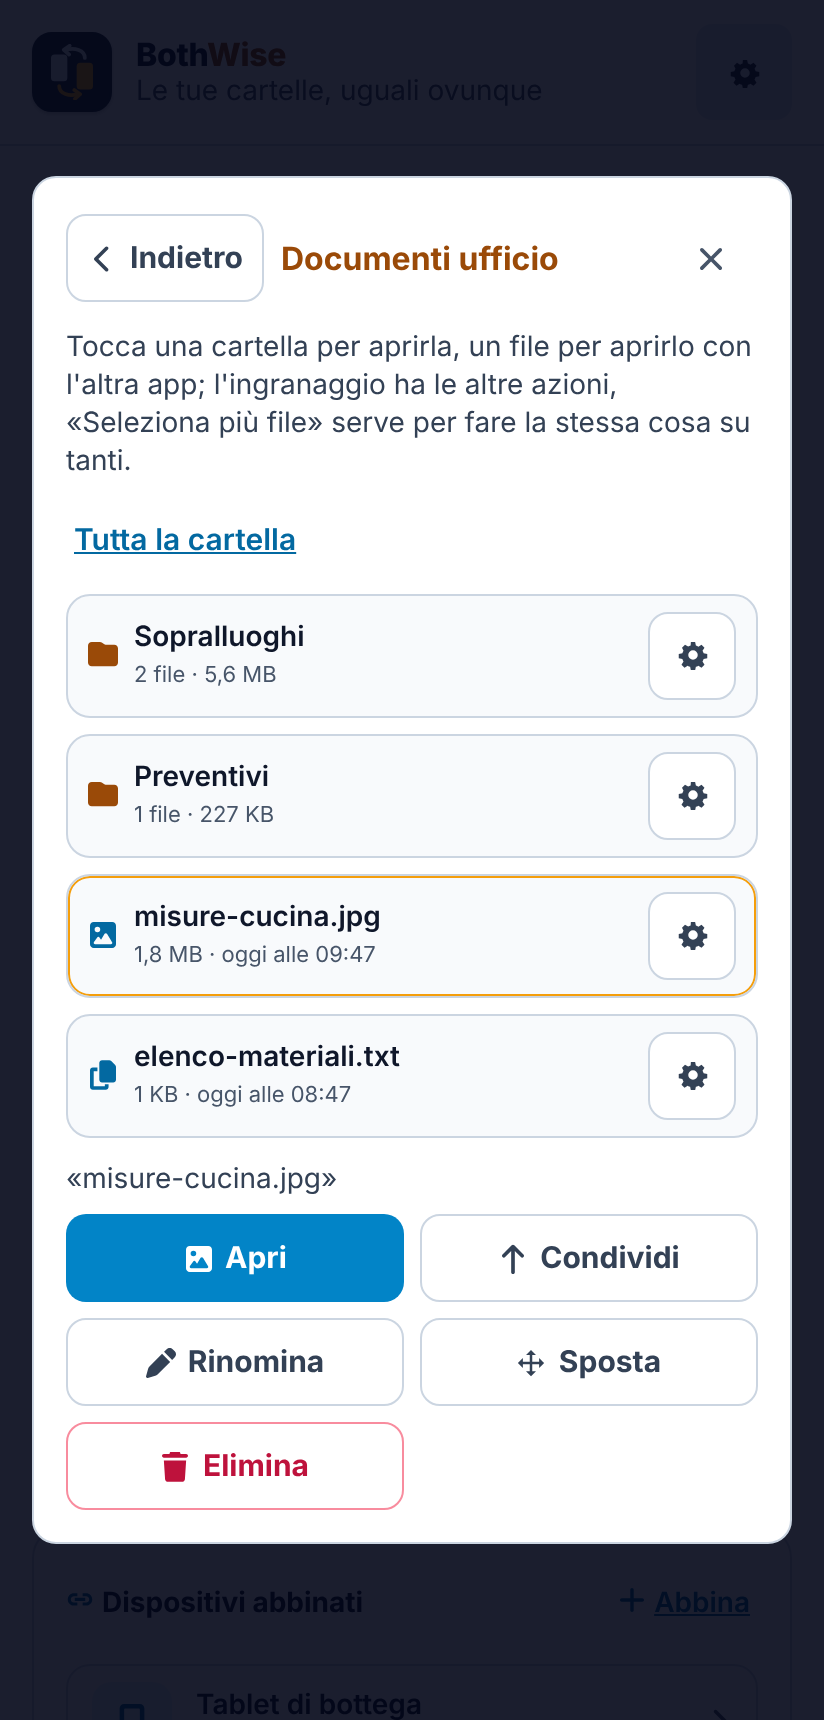 BothWise
Le tue cartelle, uguali ovunque
Indietro
Documenti ufficio
Tocca una cartella per aprirla, un file per aprirlo con
l'altra app; l'ingranaggio ha le altre azioni,
«Seleziona più file» serve per fare la stessa cosa su
tanti.
Tutta la cartella
Sopralluoghi
2 file · 5,6 MB
Preventivi
1 file · 227 KB
misure-cucina.jpg
1,8 MB · oggi alle 09:47
elenco-materiali.txt
1 KB · oggi alle 08:47
«misure-cucina.jpg»
Apri
Condividi
Rinomina
Sposta
Elimina
Dispositivi abbinati
Abbina
Tablet di bottega